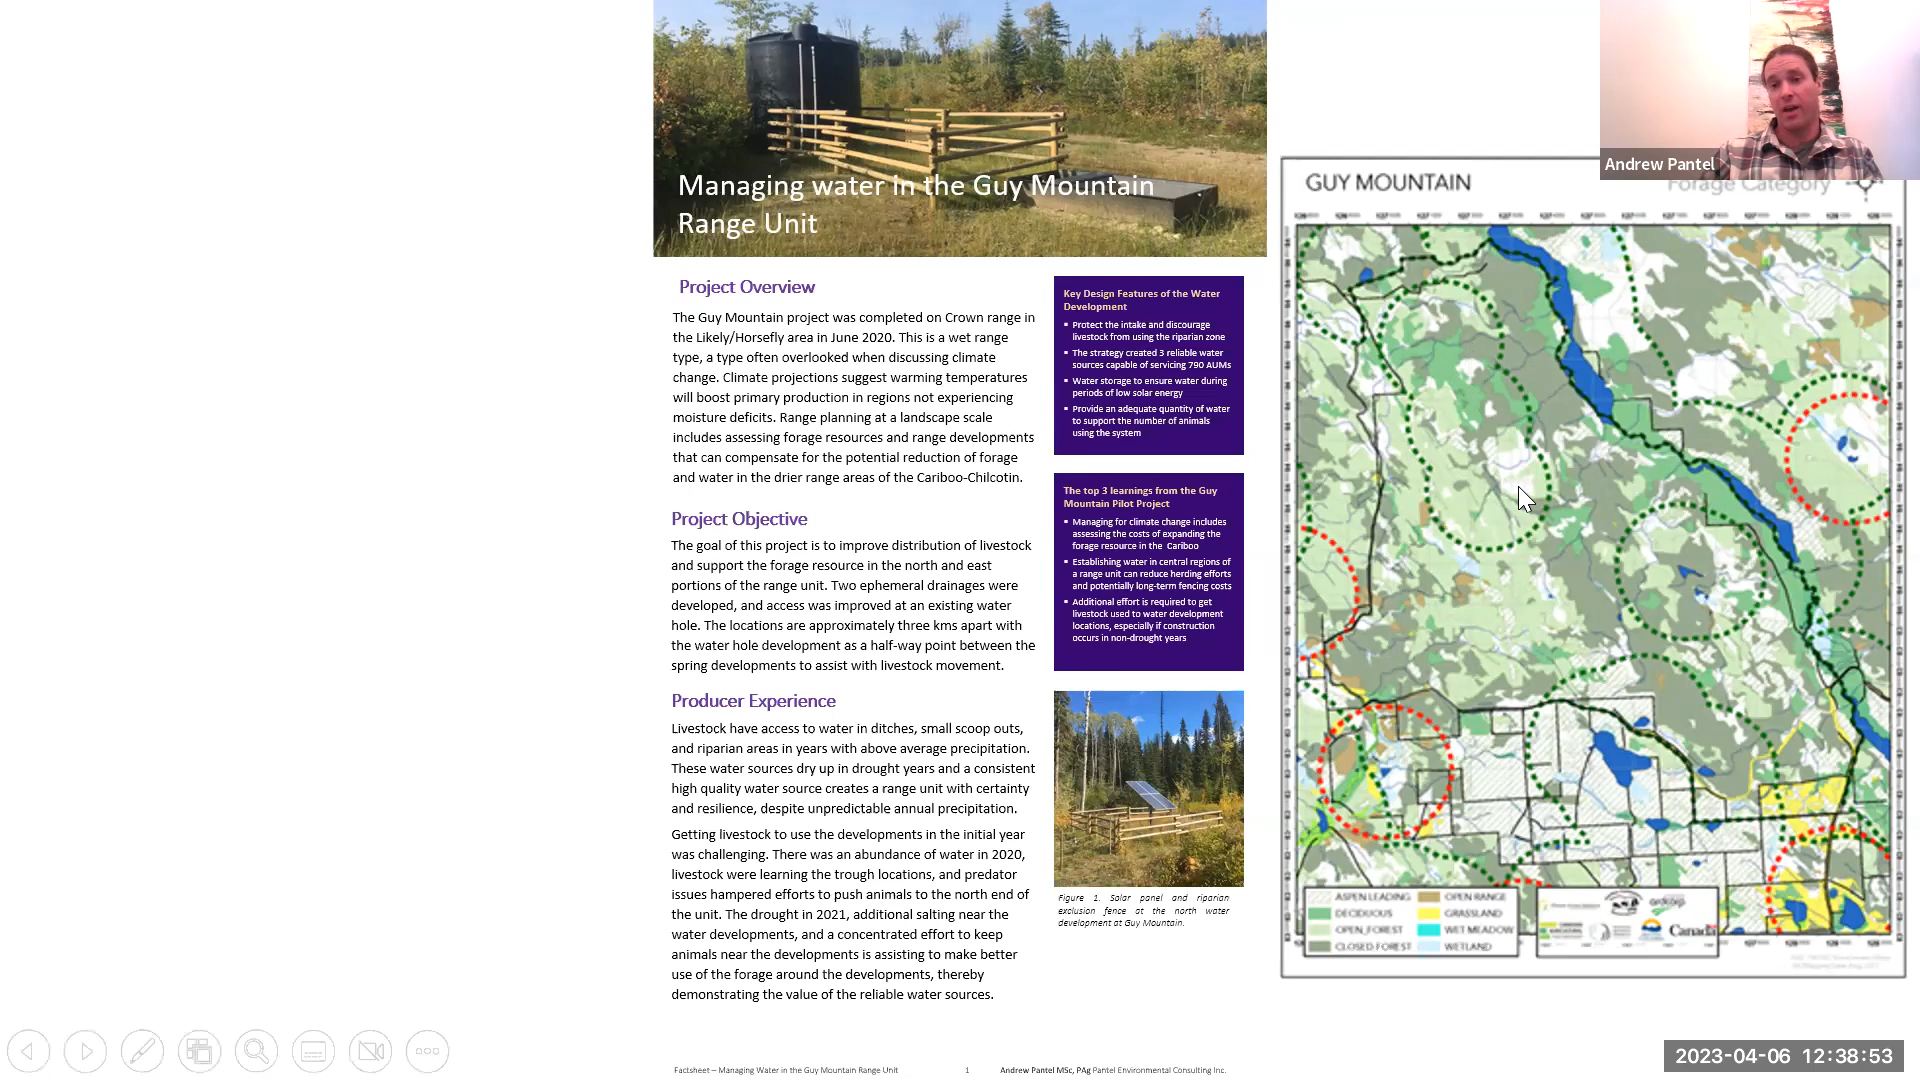 Managing water in the Guy Mountain
Range Unit
Project Overview
The Guy Mountain project was completed on Crown range in
the Likely/Horsefly area in June 2020. This is a wet range
type, a type often overlooked when discussing climate
change. Climate projections suggest warming temperatures
will boost primary production in regions not experiencing
moisture deficits. Range planning at a landscape scale
includes assessing forage resources and range developments
that can compensate for the potential reduction of forage
and water in the drier range areas of the Cariboo-Chilcotin.
Project Objective
The goal of this project is to improve distribution of livestock
and support the forage resource in the north and east
portions of the range unit. Two ephemeral drainages were
developed, and access was improved at an existing water
hole. The locations are approximately three kms apart with
the water hole development as a half-way point between the
spring developments to assist with livestock movement.
Producer Experience
Livestock have access to water in ditches, small scoop outs,
and riparian areas in years with above average precipitation.
These water sources dry up in drought years and a consistent
high quality water source creates a range unit with certainty
and resilience, despite unpredictable annual precipitation.
Getting livestock to use the developments in the initial year
was challenging. There was an abundance of water in 2020,
livestock were learning the trough locations, and predator
issues hampered efforts to push animals to the north end of
the unit. The drought in 2021, additional salting near the
water developments, and a concentrated effort to keep
animals near the developments is assisting to make better
use of the forage around the developments, thereby
demonstrating the value of the reliable water sources.
Key Design Features of the Water
Development
▪ Protect the intake and discourage
livestock from using the riparian zone
▪ The strategy created 3 reliable water
sources capable of servicing 790 AUMs
▪ Water storage to ensure water during
periods of low solar energy
▪ Provide an adequate quantity of water
to support the number of animals
using the system
The top 3 learnings from the Guy
Mountain Pilot Project
▪ Managing for climate change includes
assessing the costs of expanding the
forage resource in the Cariboo
▪ Establishing water in central regions of
a range unit can reduce herding efforts
and potentially long-term fencing costs
▪ Additional effort is required to get
livestock used to water development
locations, especially if construction
occurs in non-drought years
Figure 1. Solar panel and riparian
exclusion fence at the north water
development at Guy Mountain.
Factsheet – Managing Water in the Guy Mountain Range Unit 1 Andrew Pantel MSc, PAg Pantel Environmental Consulting Inc.
Andrew Pantel
GUY MOUNTAIN
Forage Category
ASPEN LEADING
DECIDUOUS
OPEN_FOREST
CLOSED FOREST
OPEN RANGE
GRASSLAND
WET MEADOW
WETLAND
Canada
2023-04-06 12:38:53